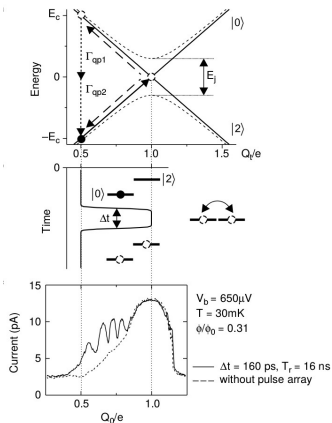 E_c
|0⟩
Γ_qp1
Energy
0
E_j
Γ_qp2
−E_c
|2⟩
0.5
1.0
1.5
Q_t/e
0
|2⟩
|0⟩
Time
Δt
15
V_b = 650μV
T = 30mK
ϕ/ϕ_0 = 0.31
Current (pA)
10
5
Δt = 160 ps, T_r = 16 ns
without pulse array
0
0.5
1.0
Q_0/e